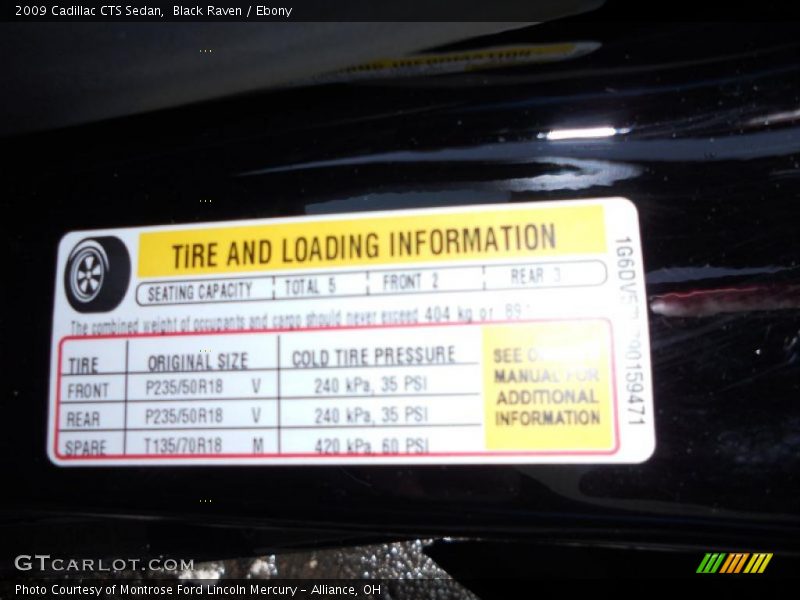 2009 Cadillac CTS Sedan, Black Raven / Ebony
TIRE AND LOADING INFORMATION
SEATING CAPACITY TOTAL 5 FRONT 2 REAR 3
The combined weight of occupants and cargo should never exceed 404 kg or
TIRE ORIGINAL SIZE COLD TIRE PRESSURE
FRONT P235/50R18 V 240 kPa, 35 PSI
REAR P235/50R18 V 240 kPa, 35 PSI
SPARE T135/70R18 M 420 kPa, 60 PSI
SEE
MANUAL FOR
ADDITIONAL
INFORMATION
GTCARLOT.COM
Photo Courtesy of Montrose Ford Lincoln Mercury - Alliance, OH